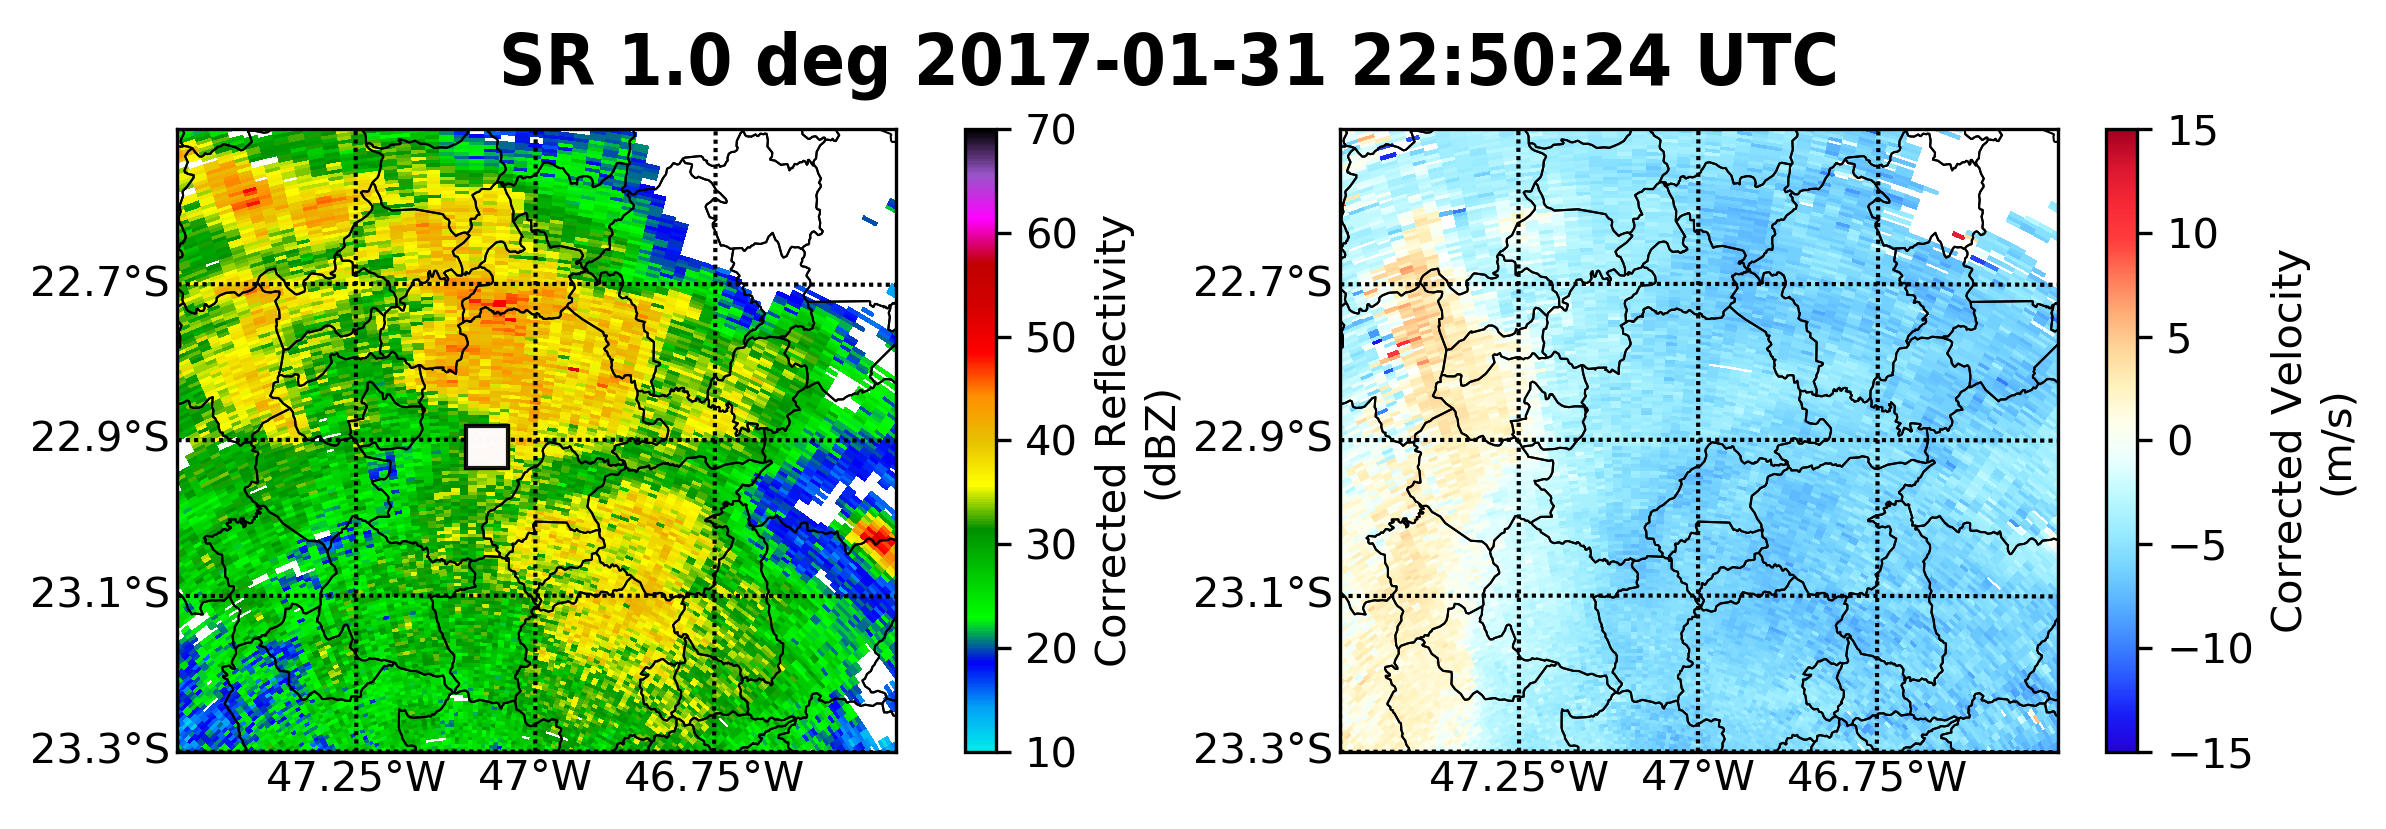 SR 1.0 deg 2017-01-31 22:50:24 UTC
22.7°S
22.9°S
23.1°S
23.3°S
47.25°W
47°W
46.75°W
70
60
50
40
30
20
10
Corrected Reflectivity
(dBZ)
22.7°S
22.9°S
23.1°S
23.3°S
47.25°W
47°W
46.75°W
15
10
5
0
−5
−10
−15
Corrected Velocity
(m/s)